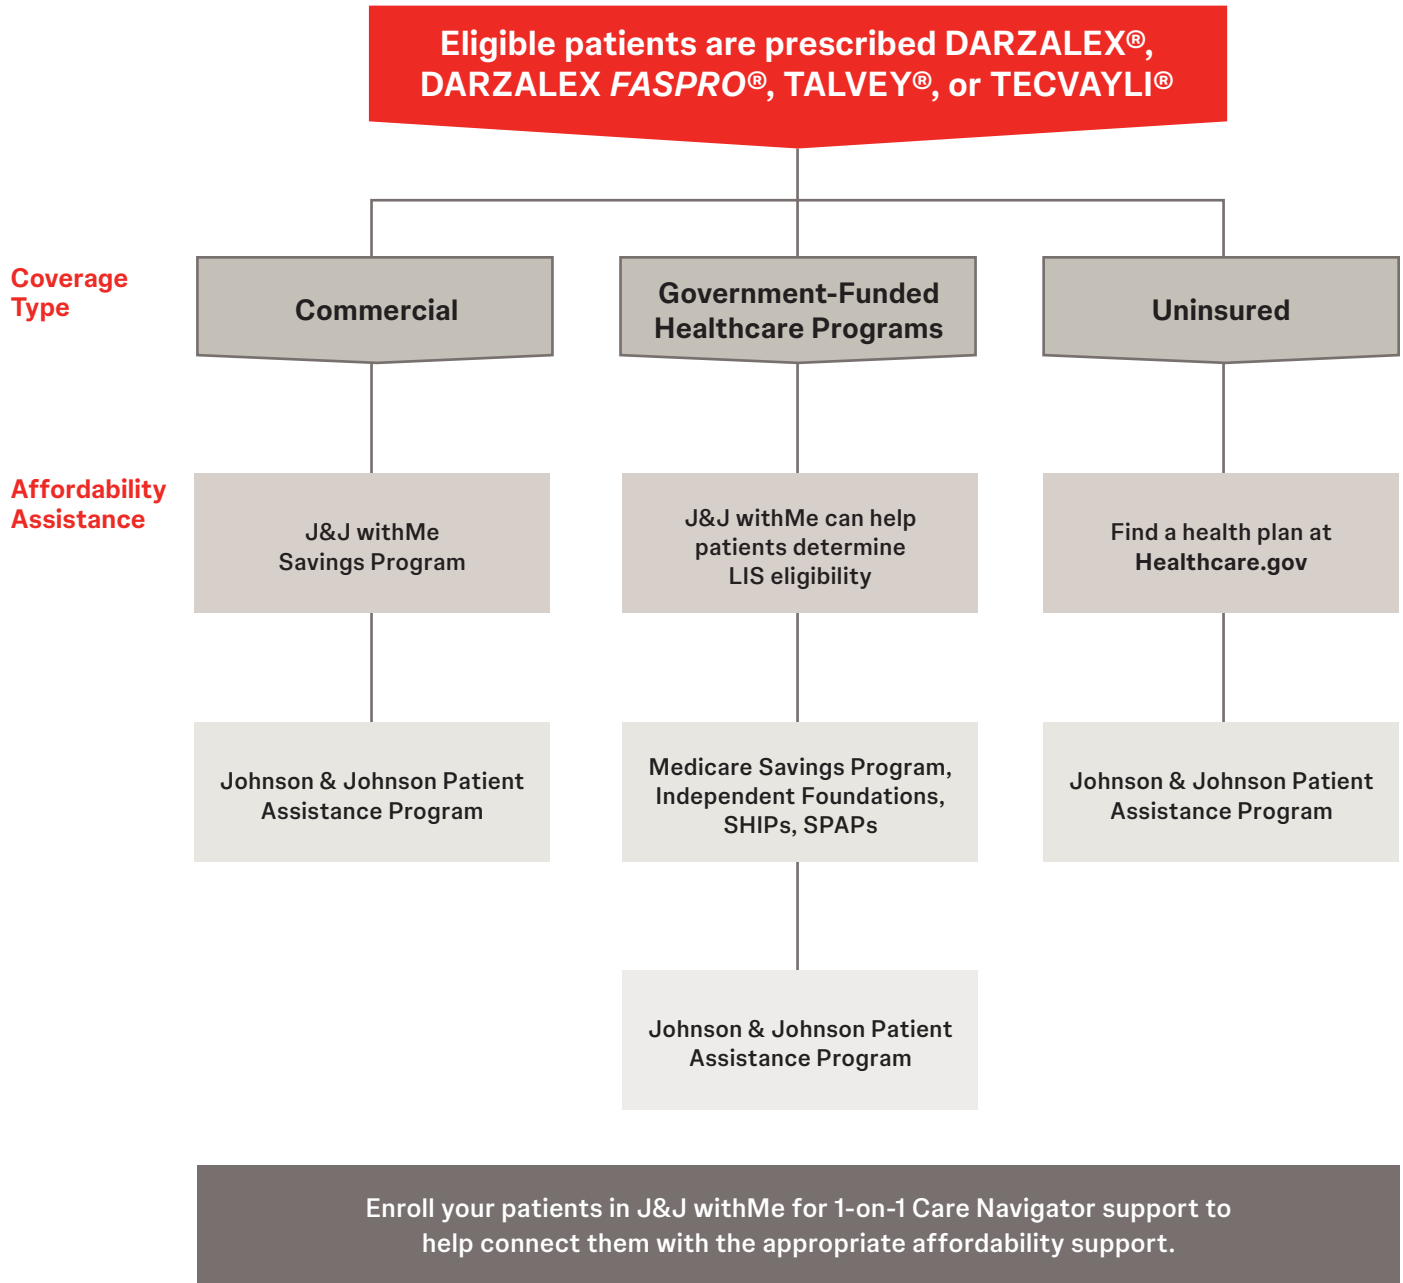 Eligible patients are prescribed DARZALEX®,
DARZALEX FASPRO®, TALVEY®, or TECVAYLI®
Coverage
Type
Commercial
Government-Funded
Healthcare Programs
Uninsured
Affordability
Assistance
J&J withMe
Savings Program
J&J withMe can help
patients determine
LIS eligibility
Find a health plan at
Healthcare.gov
Johnson & Johnson Patient
Assistance Program
Medicare Savings Program,
Independent Foundations,
SHIPs, SPAPs
Johnson & Johnson Patient
Assistance Program
Johnson & Johnson Patient
Assistance Program
Enroll your patients in J&J withMe for 1-on-1 Care Navigator support to
help connect them with the appropriate affordability support.